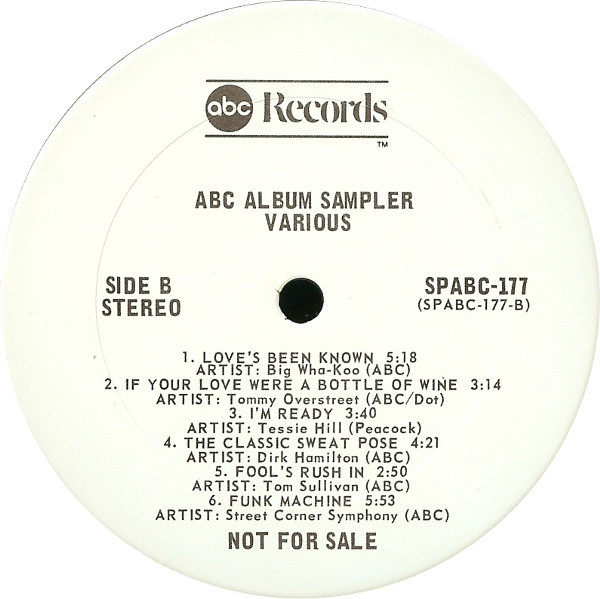 abc Records
TM
ABC ALBUM SAMPLER
VARIOUS
SIDE B
STEREO
SPABC-177
(SPABC-177-B)
1. LOVE'S BEEN KNOWN 5:18
ARTIST: Big Wha-Koo (ABC)
2. IF YOUR LOVE WERE A BOTTLE OF WINE 3:14
ARTIST: Tommy Overstreet (ABC/Dot)
3. I'M READY 3:40
ARTIST: Tessie Hill (Peacock)
4. THE CLASSIC SWEAT POSE 4:21
ARTIST: Dirk Hamilton (ABC)
5. FOOL'S RUSH IN 2:50
ARTIST: Tom Sullivan (ABC)
6. FUNK MACHINE 5:53
ARTIST: Street Corner Symphony (ABC)
NOT FOR SALE